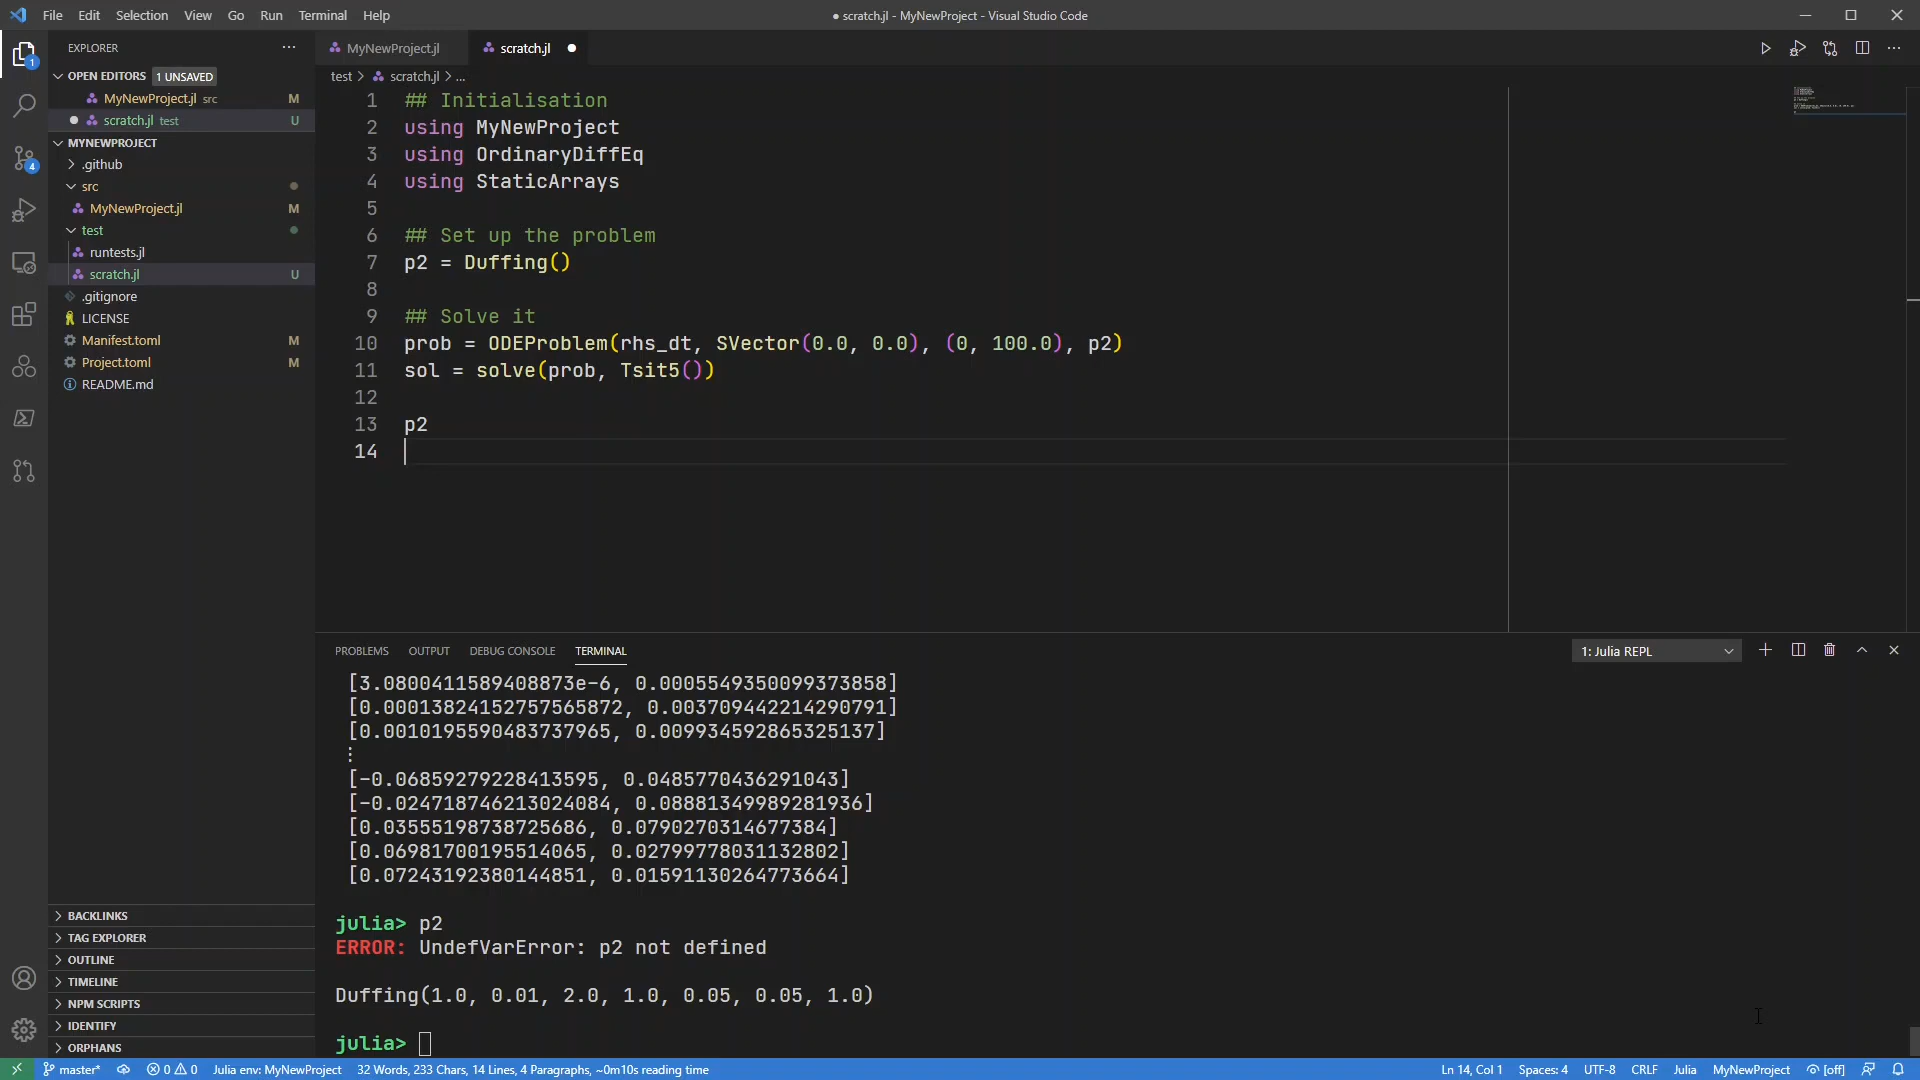 File Edit Selection View Go Run Terminal Help
● scratch.jl - MyNewProject - Visual Studio Code
EXPLORER
OPEN EDITORS 1 UNSAVED
MyNewProject.jl src M
scratch.jl test U
MYNEWPROJECT
.github
src
MyNewProject.jl M
test
runtests.jl
scratch.jl U
.gitignore
LICENSE
Manifest.toml M
Project.toml M
README.md
BACKLINKS
TAG EXPLORER
OUTLINE
TIMELINE
NPM SCRIPTS
IDENTIFY
ORPHANS
1
4
MyNewProject.jl
scratch.jl
test > scratch.jl > ...
1 ## Initialisation
2 using MyNewProject
3 using OrdinaryDiffEq
4 using StaticArrays
5
6 ## Set up the problem
7 p2 = Duffing()
8
9 ## Solve it
10 prob = ODEProblem(rhs_dt, SVector(0.0, 0.0), (0, 100.0), p2)
11 sol = solve(prob, Tsit5())
12
13 p2
14
PROBLEMS OUTPUT DEBUG CONSOLE TERMINAL
1: Julia REPL
[3.0800411589408873e-6, 0.0005549350099373858]
[0.00013824152757565872, 0.003709442214290791]
[0.0010195590483737965, 0.009934592865325137]
⋮
[-0.06859279228413595, 0.0485770436291043]
[-0.024718746213024084, 0.08881349989281936]
[0.03555198738725686, 0.0790270314677384]
[0.06981700195514065, 0.02799778031132802]
[0.07243192380144851, 0.01591130264773664]
julia> p2
ERROR: UndefVarError: p2 not defined
Duffing(1.0, 0.01, 2.0, 1.0, 0.05, 0.05, 1.0)
julia>
master* 0 0 Julia env: MyNewProject 32 Words, 233 Chars, 14 Lines, 4 Paragraphs, ~0m10s reading time
Ln 14, Col 1 Spaces: 4 UTF-8 CRLF Julia MyNewProject [off]